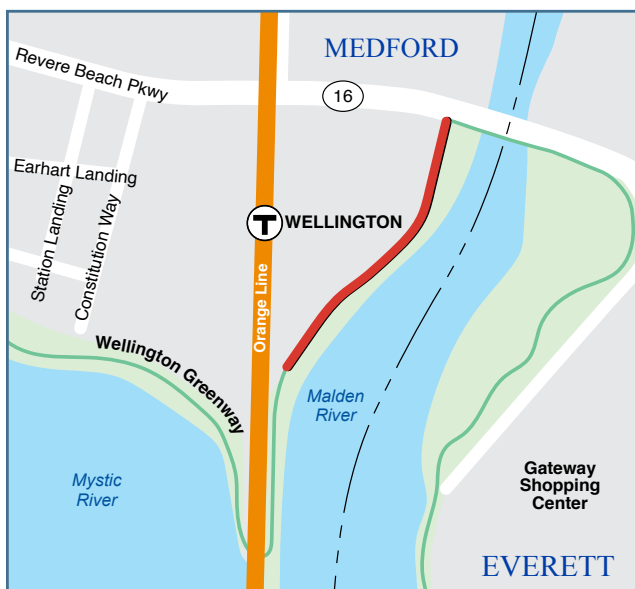 MEDFORD
Revere Beach Pkwy
16
Earhart Landing
Station Landing
Constitution Way
T
WELLINGTON
Orange Line
Wellington Greenway
Malden
River
Mystic
River
Gateway
Shopping
Center
EVERETT